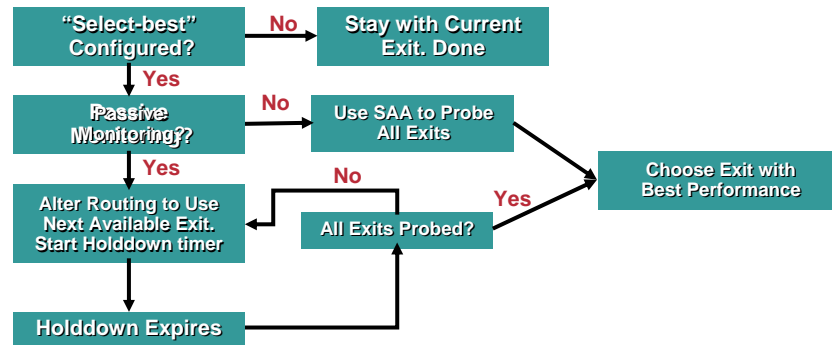 “Select-best”
Configured?
No
Stay with Current
Exit. Done
Yes
Passive
Monitoring?
No
Use SAA to Probe
All Exits
Yes
Choose Exit with
Best Performance
Alter Routing to Use
Next Available Exit.
Start Holddown timer
No
All Exits Probed?
Yes
Holddown Expires